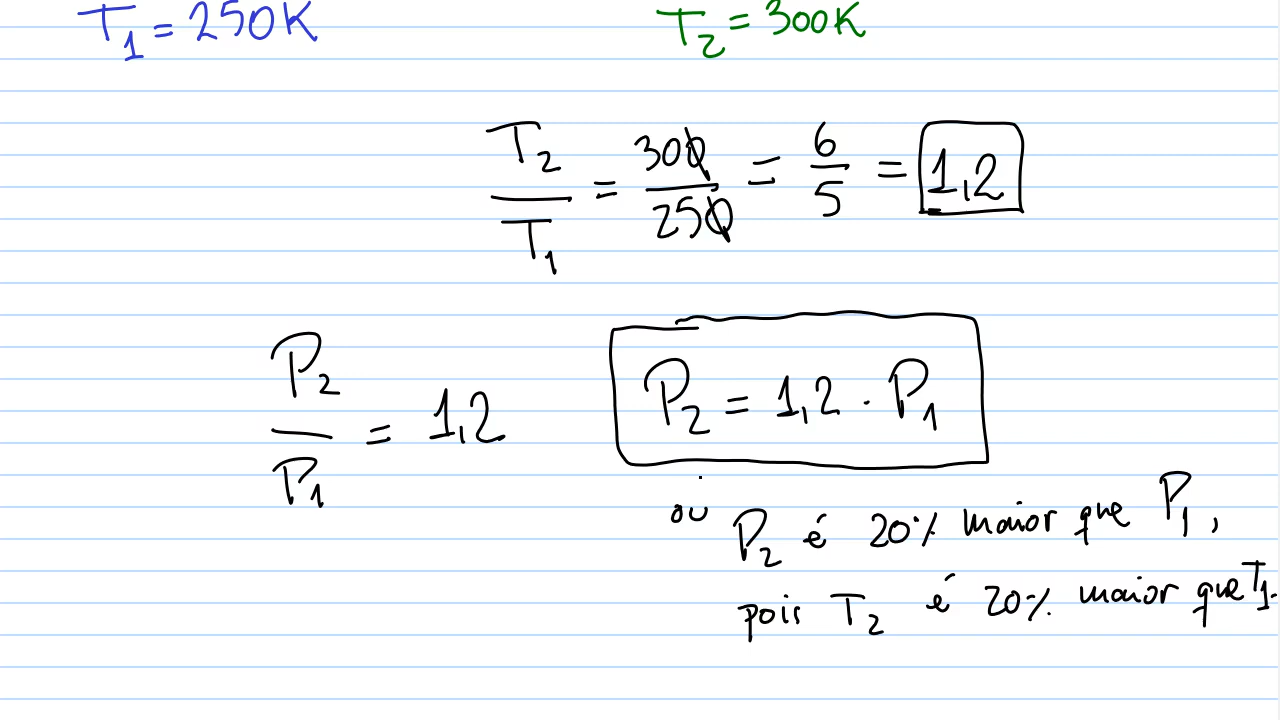 T₁ = 250K T₂ = 300K
T₂/T₁ = 300/250 = 6/5 = 1,2
P₂/P₁ = 1,2 P₂ = 1,2 · P₁
ou P₂ é 20% maior que P₁,
pois T₂ é 20% maior que T₁.